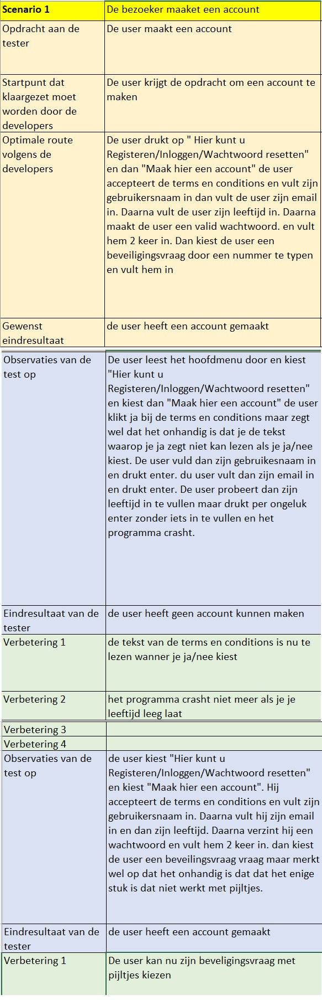 Scenario 1
De bezoeker maaket een account
Opdracht aan de
tester
De user maakt een account
Startpunt dat
klaargezet moet
worden door de
developers
De user krijgt de opdracht om een account te
maken
Optimale route
volgens de
developers
De user drukt op " Hier kunt u
Registeren/Inloggen/Wachtwoord resetten"
en dan "Maak hier een account" de user
accepteert de terms en conditions en vult zijn
gebruikersnaam in dan vult de user zijn email
in. Daarna vult de user zijn leeftijd in. Daarna
maakt de user een valid wachtwoord. en vult
hem 2 keer in. Dan kiest de user een
beveiligingsvraag door een nummer te typen
en vult hem in
Gewenst
eindresultaat
de user heeft een account gemaakt
Observaties van de
test op
De user leest het hoofdmenu door en kiest
"Hier kunt u
Registeren/Inloggen/Wachtwoord resetten"
en kiest dan "Maak hier een account" de user
klikt ja bij de terms en conditions maar zegt
wel dat het onhandig is dat je de tekst
waarop je ja zegt niet kan lezen als je ja/nee
kiest. De user vuld dan zijn gebruikesnaam in
en drukt enter. du user vult dan zijn email in
en drukt enter. De user probeert dan zijn
leeftijd in te vullen maar drukt per ongeluk
enter zonder iets in te vullen en het
programma crasht.
Eindresultaat van de
tester
de user heeft geen account kunnen maken
Verbetering 1
de tekst van de terms en conditions is nu te
lezen wanner je ja/nee kiest
Verbetering 2
het programma crasht niet meer als je je
leeftijd leeg laat
Verbetering 3
Verbetering 4
Observaties van de
test op
de user kiest "Hier kunt u
Registeren/Inloggen/Wachtwoord resetten"
en kiest "Maak hier een account". Hij
accepteert de terms en conditions en vult zijn
gebruikersnaam in. Daarna vult hij zijn email
in en dan zijn leeftijd. Daarna verzint hij een
wachtwoord en vult hem 2 keer in. dan kiest
de user een beveilingsvraag vraag maar merkt
wel op dat het onhandig is dat dat het enige
stuk is dat niet werkt met pijltjes.
Eindresultaat van de
tester
de user heeft een account gemaakt
Verbetering 1
De user kan nu zijn beveligingsvraag met
pijltjes kiezen